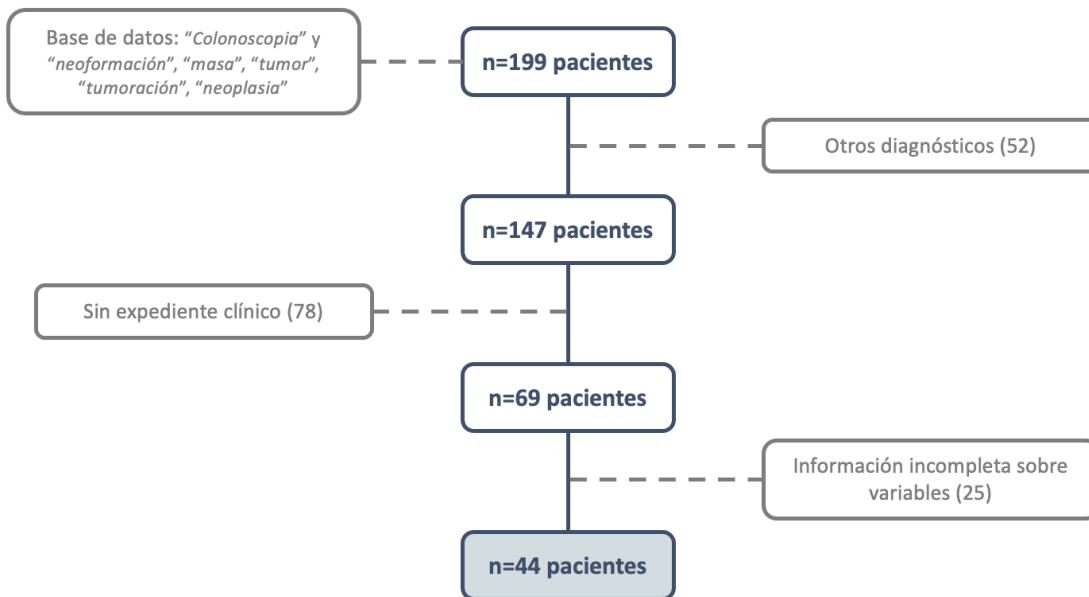 Base de datos: “Colonoscopia” y
“neoformación”, “masa”, “tumor”,
“tumoración”, “neoplasia”
n=199 pacientes
Otros diagnósticos (52)
n=147 pacientes
Sin expediente clínico (78)
n=69 pacientes
Información incompleta sobre
variables (25)
n=44 pacientes